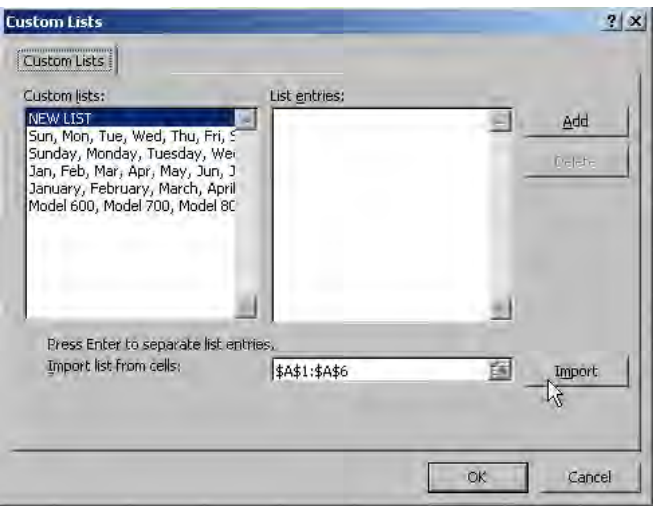 Custom Lists
Custom Lists
Custom lists:
NEW LIST
Sun, Mon, Tue, Wed, Thu, Fri, S
Sunday, Monday, Tuesday, We
Jan, Feb, Mar, Apr, May, Jun, J
January, February, March, April
Model 600, Model 700, Model 80
List entries:
Add
Delete
Press Enter to separate list entries.
Import list from cells:
$A$1:$A$6
Import
OK
Cancel